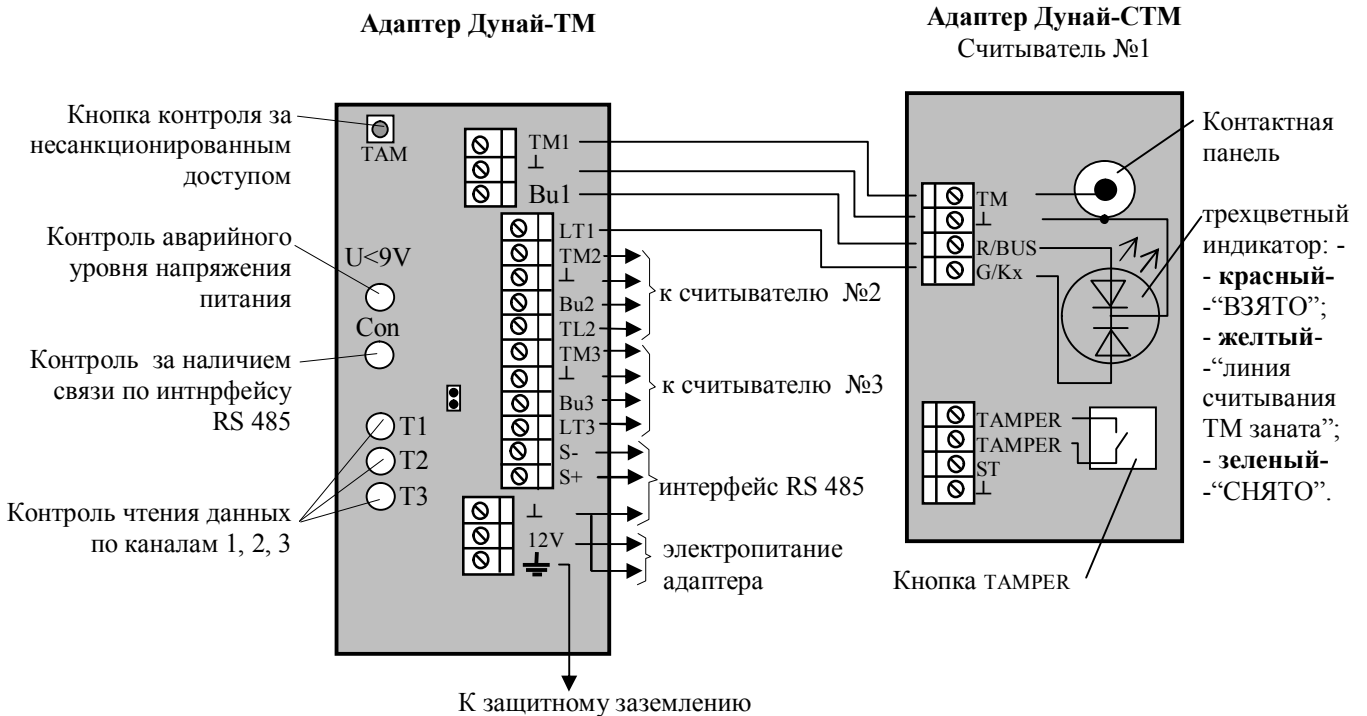 Адаптер Дунай-ТМ
Адаптер Дунай-СТМ
Считыватель №1
Кнопка контроля за
несанкционированным
доступом
Контроль аварийного
уровня напряжения
питания
Контроль за наличием
связи по интнрфейсу
RS 485
Контроль чтения данных
по каналам 1, 2, 3
TAM
U<9V
Con
T1
T2
T3
TM1
⊥
Bu1
LT1
TM2
⊥
Bu2
TL2
TM3
⊥
Bu3
LT3
S-
S+
⊥
12V
к считывателю №2
к считывателю №3
интерфейс RS 485
электропитание
адаптера
К защитному заземлению
TM
⊥
R/BUS
G/Kx
TAMPER
TAMPER
ST
⊥
Контактная
панель
трехцветный
индикатор: -
- красный-
-“ВЗЯТО”;
- желтый-
-“линия
считывания
ТМ заната”;
- зеленый-
-“СНЯТО”.
Кнопка TAMPER